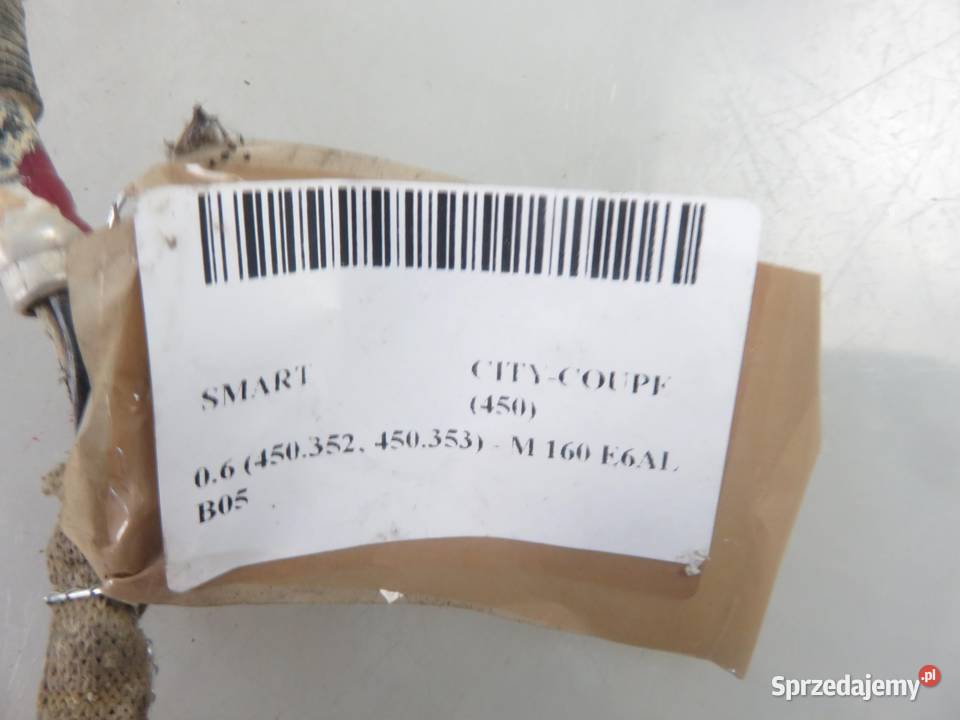 SMART CITY-COUPE
(450)
0.6 (450.352, 450.353) - M 160 E6AL
B05
Sprzedajemy.pl